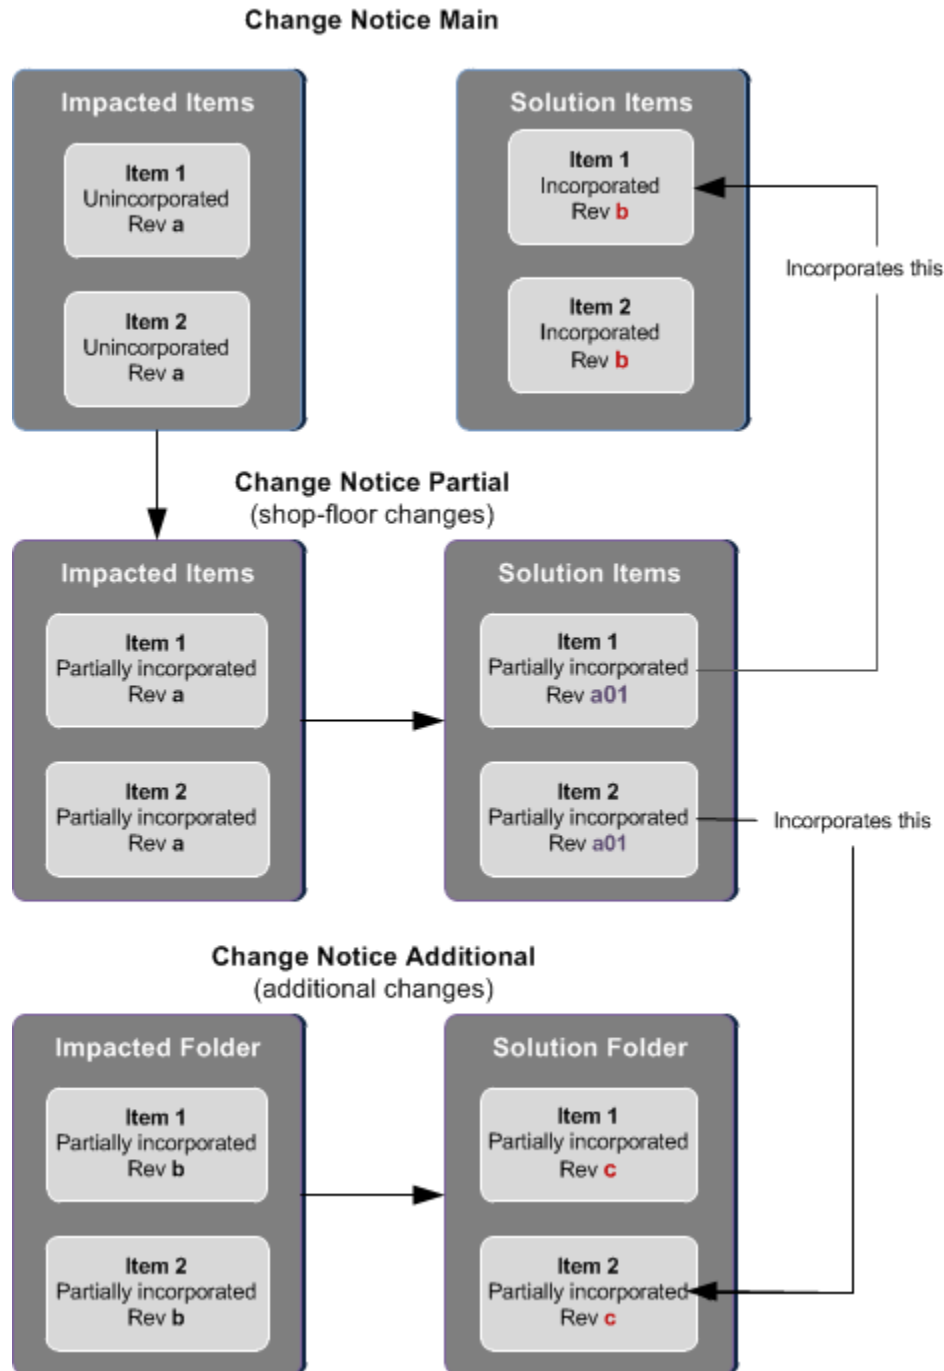 Change Notice Main
Impacted Items
Item 1
Unincorporated
Rev a
Item 2
Unincorporated
Rev a
Solution Items
Item 1
Incorporated
Rev b
Item 2
Incorporated
Rev b
Incorporates this
Change Notice Partial
(shop-floor changes)
Impacted Items
Item 1
Partially incorporated
Rev a
Item 2
Partially incorporated
Rev a
Solution Items
Item 1
Partially incorporated
Rev a01
Item 2
Partially incorporated
Rev a01
Incorporates this
Change Notice Additional
(additional changes)
Impacted Folder
Item 1
Partially incorporated
Rev b
Item 2
Partially incorporated
Rev b
Solution Folder
Item 1
Partially incorporated
Rev c
Item 2
Partially incorporated
Rev c